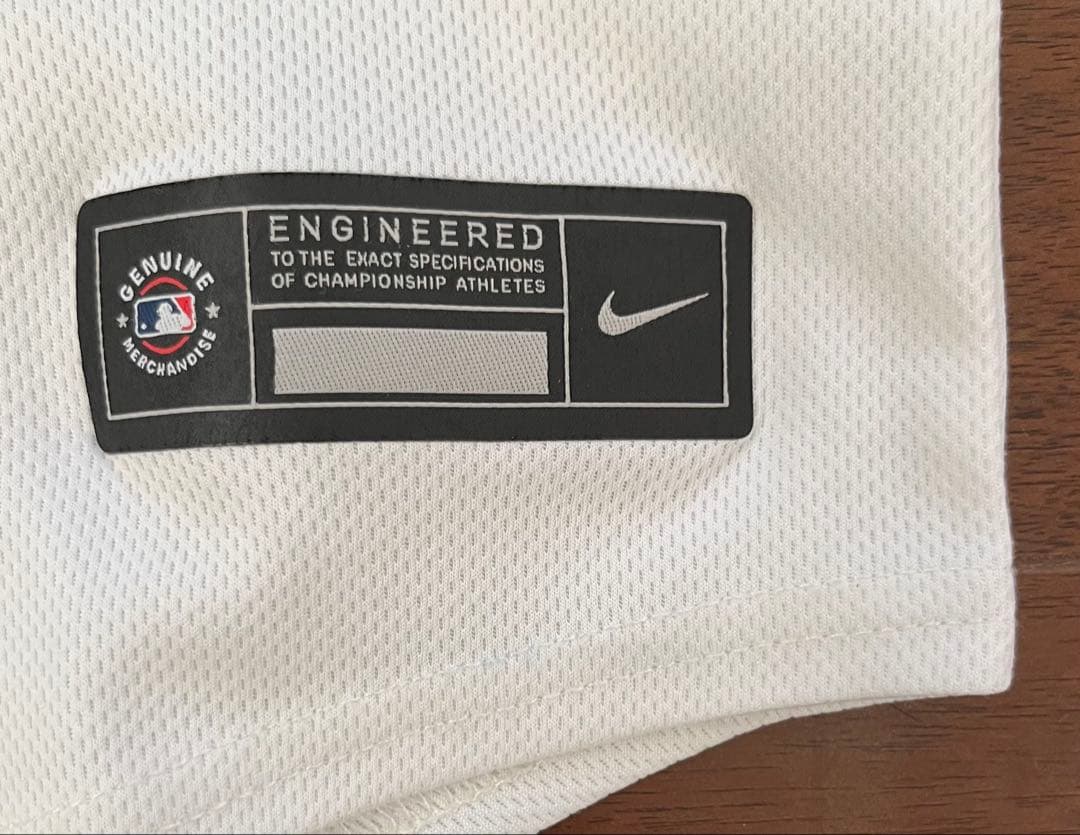 GENUINE
MERCHANDISE
ENGINEERED
TO THE EXACT SPECIFICATIONS
OF CHAMPIONSHIP ATHLETES